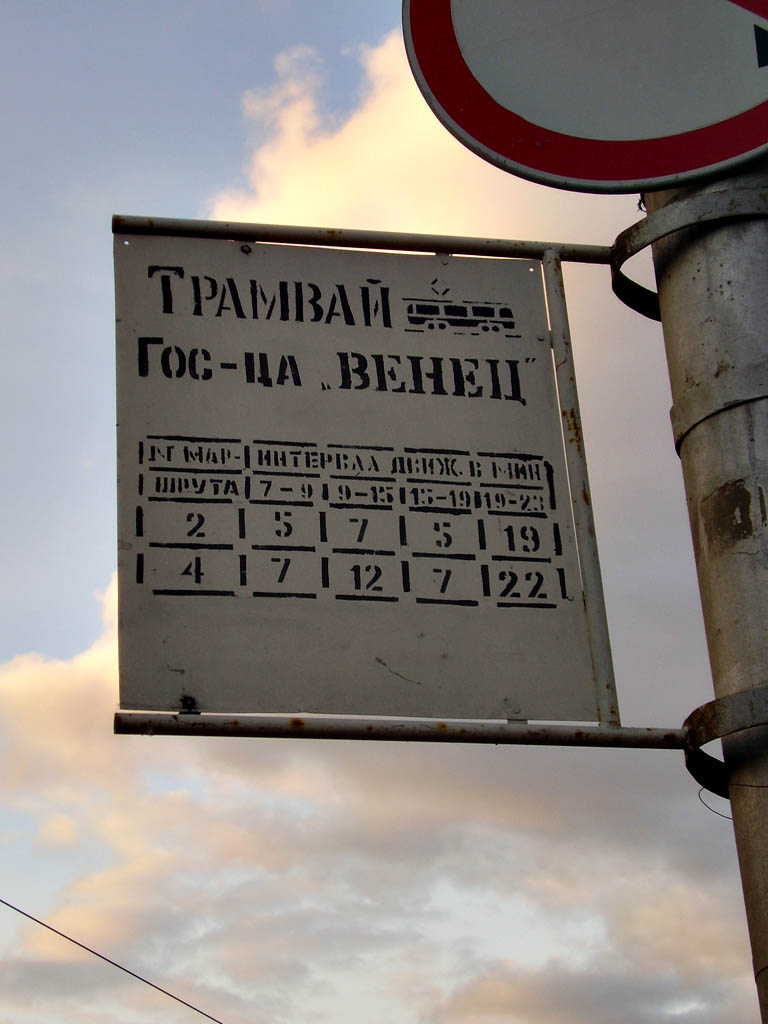 Трамвай
Гос-ца „ВЕНЕЦ"
№ МАР- ИНТЕРВАЛ ДВИЖ. В МИН
ШРУТА 7-9 9-15 15-19 19-23
2 5 7 5 19
4 7 12 7 22